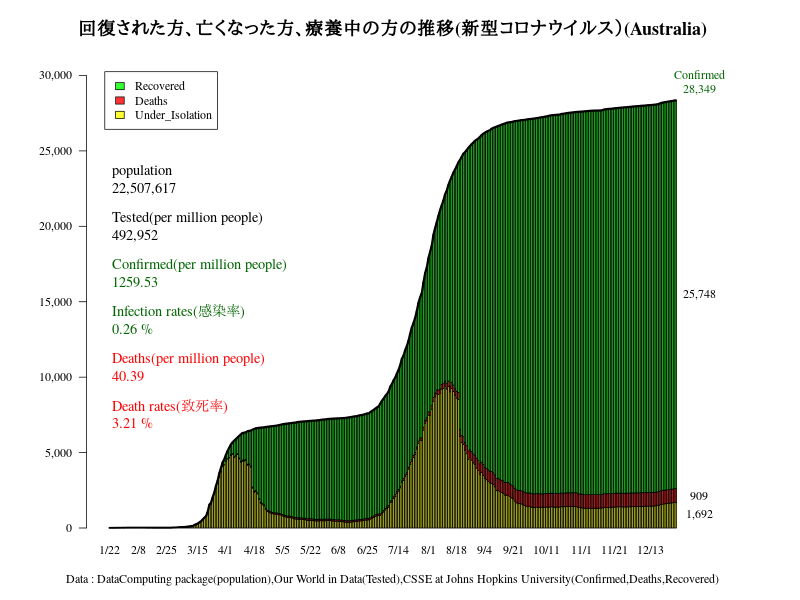 回復された方、亡くなった方、療養中の方の推移(新型コロナウイルス）(Australia)
Confirmed
28,349
30,000
25,000
20,000
15,000
10,000
5,000
0
Recovered
Deaths
Under_Isolation
population
22,507,617
Tested(per million people)
492,952
Confirmed(per million people)
1259.53
Infection rates(感染率)
0.26 %
Deaths(per million people)
40.39
Death rates(致死率)
3.21 %
25,748
909
1,692
1/22 2/8 2/25 3/15 4/1 4/18 5/5 5/22 6/8 6/25 7/14 8/1 8/18 9/4 9/21 10/11 11/1 11/21 12/13
Data : DataComputing package(population),Our World in Data(Tested),CSSE at Johns Hopkins University(Confirmed,Deaths,Recovered)